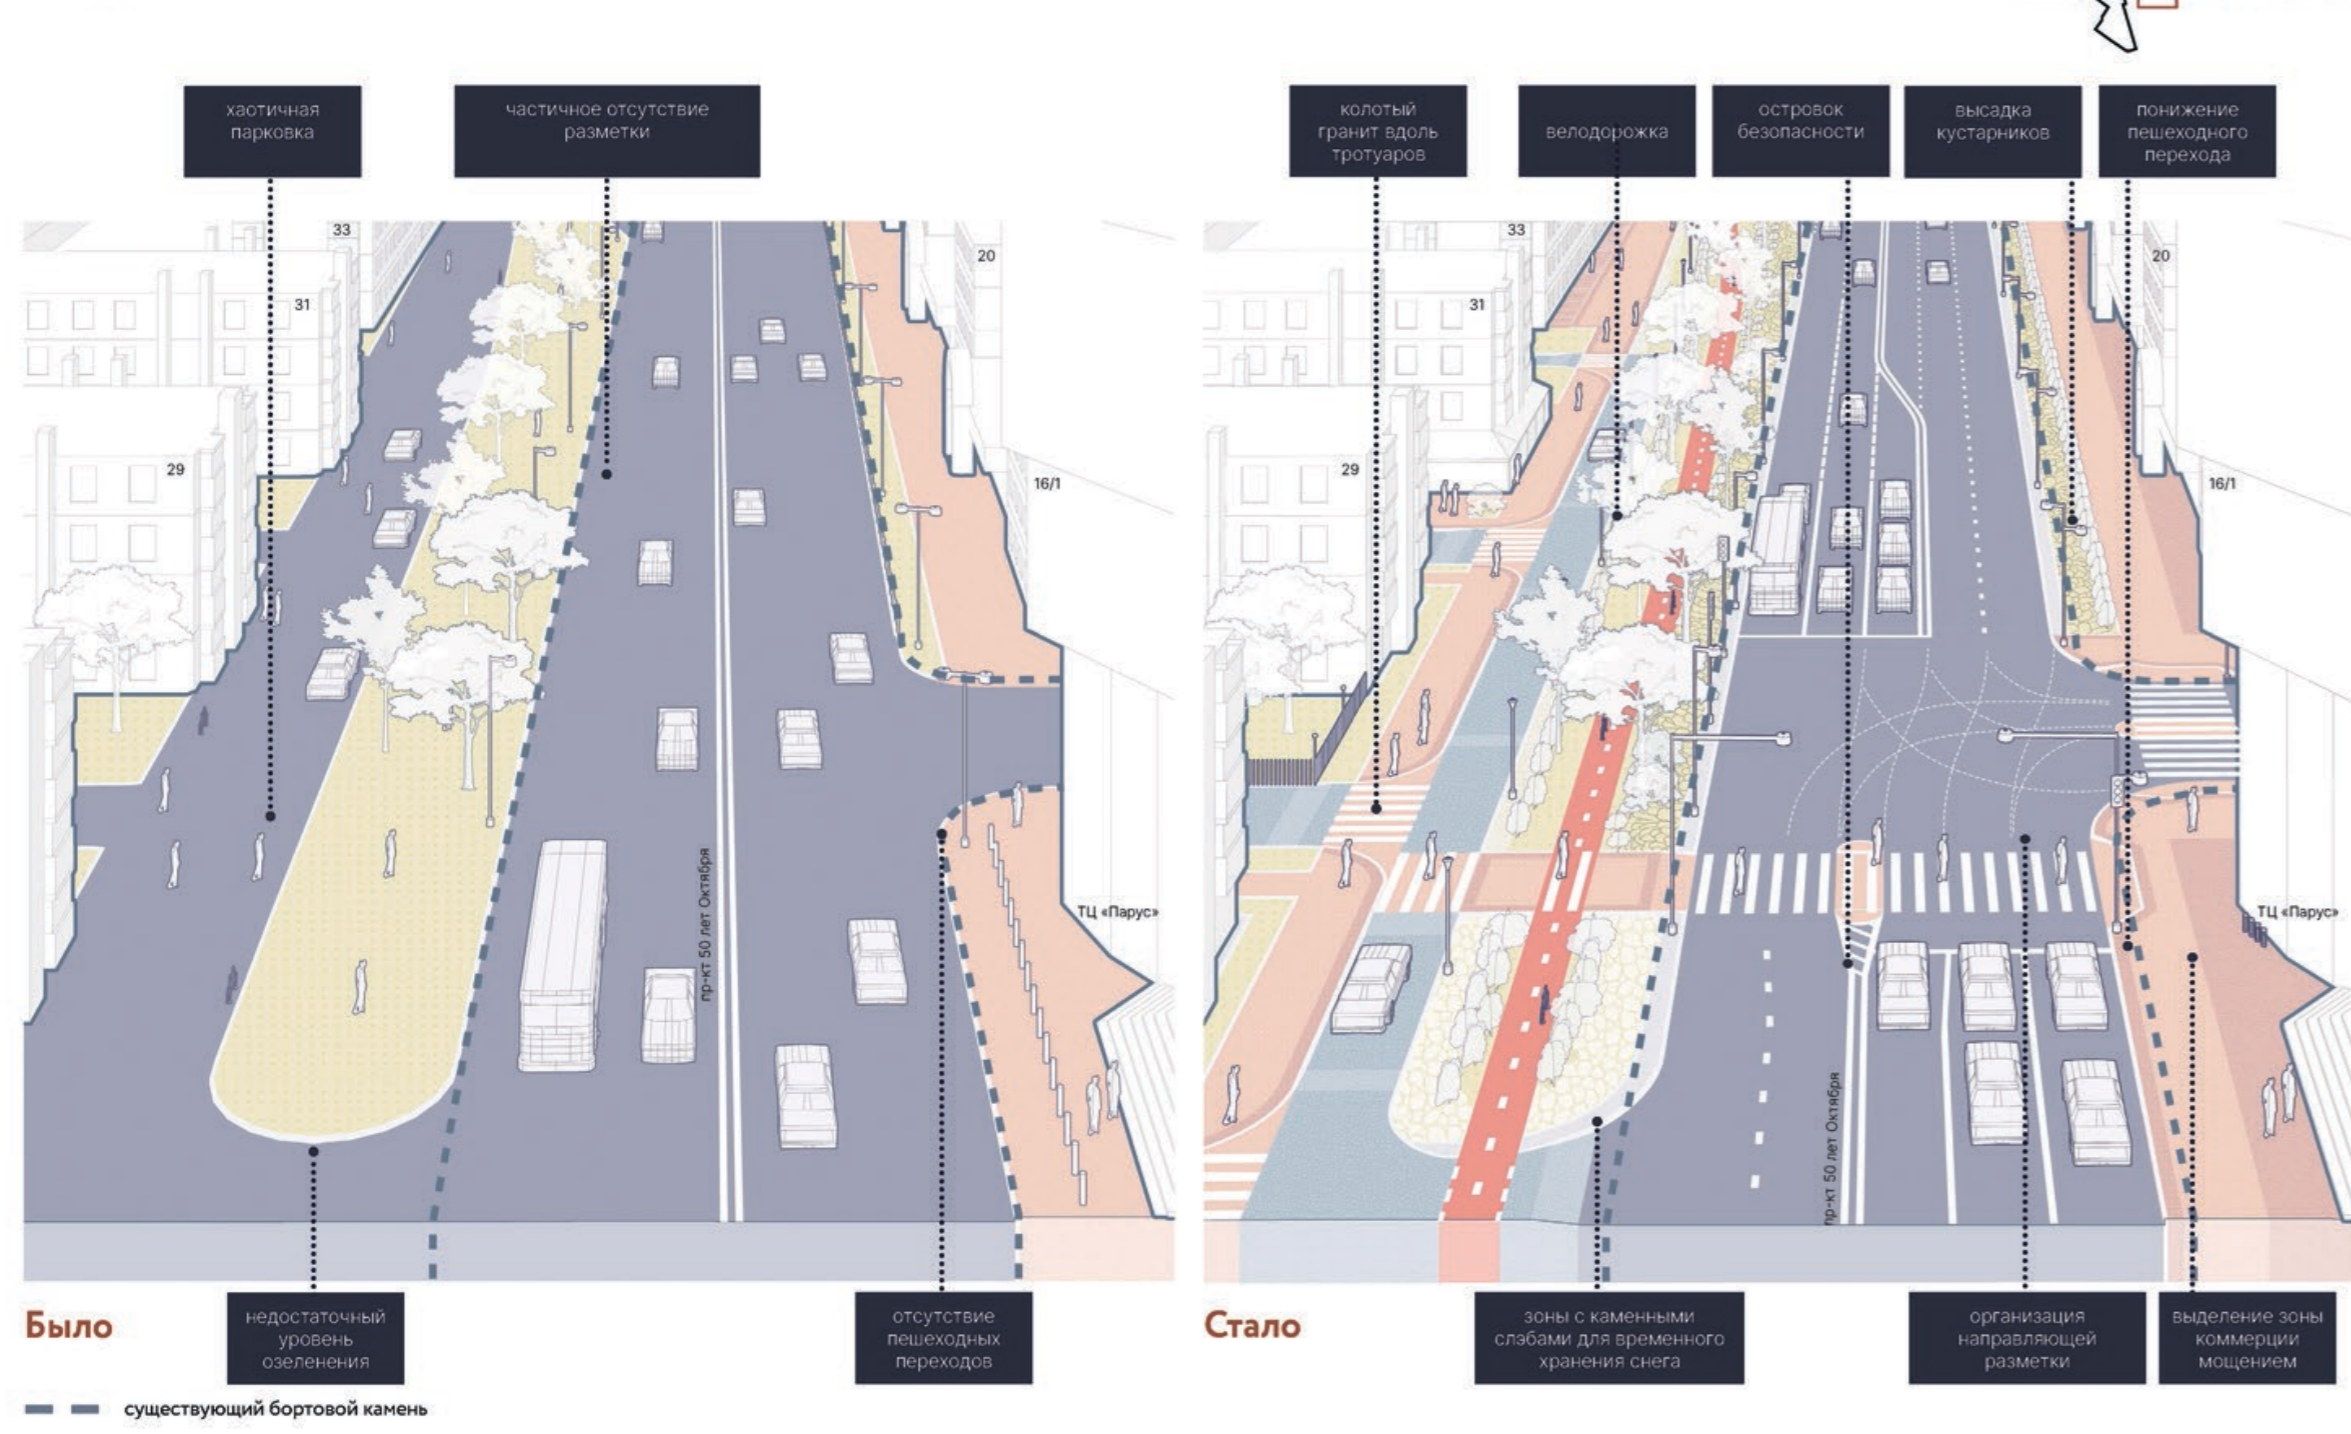 хаотичная
парковка
частичное отсутствие
разметки
33
31
29
20
16/1
ТЦ «Парус»
пр-кт 50 лет Октября
недостаточный
уровень
озеленения
отсутствие
пешеходных
переходов
Было
существующий бортовой камень
колотый
гранит вдоль
тротуаров
велодорожка
островок
безопасности
высадка
кустарников
понижение
пешеходного
перехода
33
31
29
20
16/1
ТЦ «Парус»
пр-кт 50 лет Октября
Стало
зоны с каменными
слэбами для временного
хранения снега
организация
направляющей
разметки
выделение зоны
коммерции
мощением